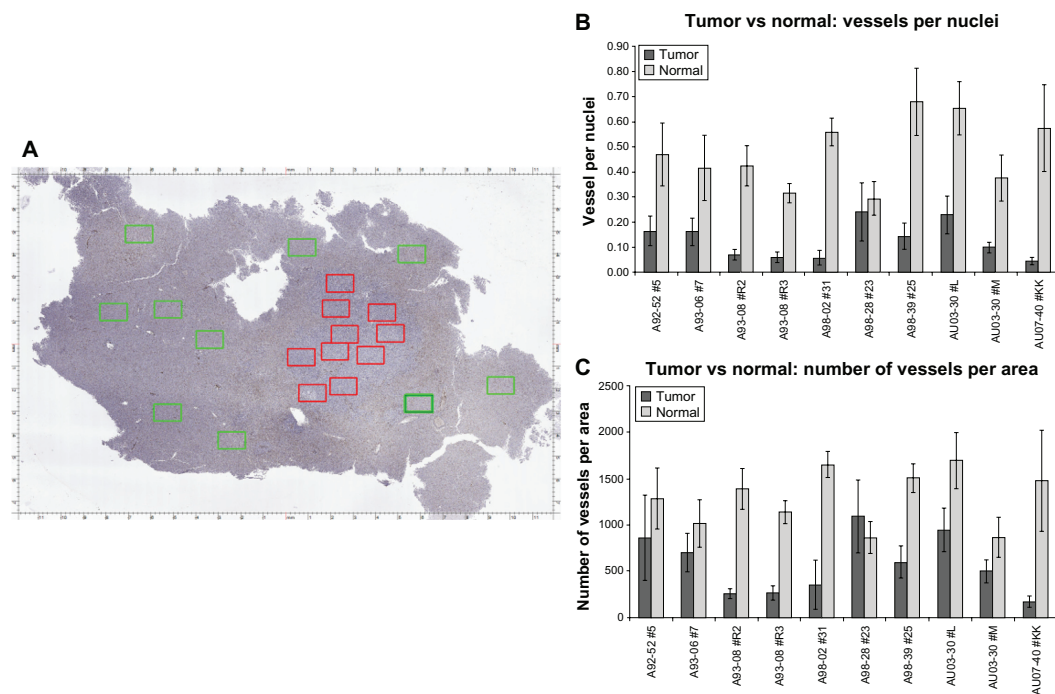 A
B
Tumor vs normal: vessels per nuclei
Vessel per nuclei
0.90
0.80
0.70
0.60
0.50
0.40
0.30
0.20
0.10
0.00
Tumor
Normal
A92-52 #5
A93-06 #7
A93-08 #R2
A93-08 #R3
A98-02 #31
A98-28 #23
A98-39 #25
AU03-30 #L
AU03-30 #M
AU07-40 #KK
C
Tumor vs normal: number of vessels per area
Number of vessels per area
2500
2000
1500
1000
500
0
Tumor
Normal
A92-52 #5
A93-06 #7
A93-08 #R2
A93-08 #R3
A98-02 #31
A98-28 #23
A98-39 #25
AU03-30 #L
AU03-30 #M
AU07-40 #KK